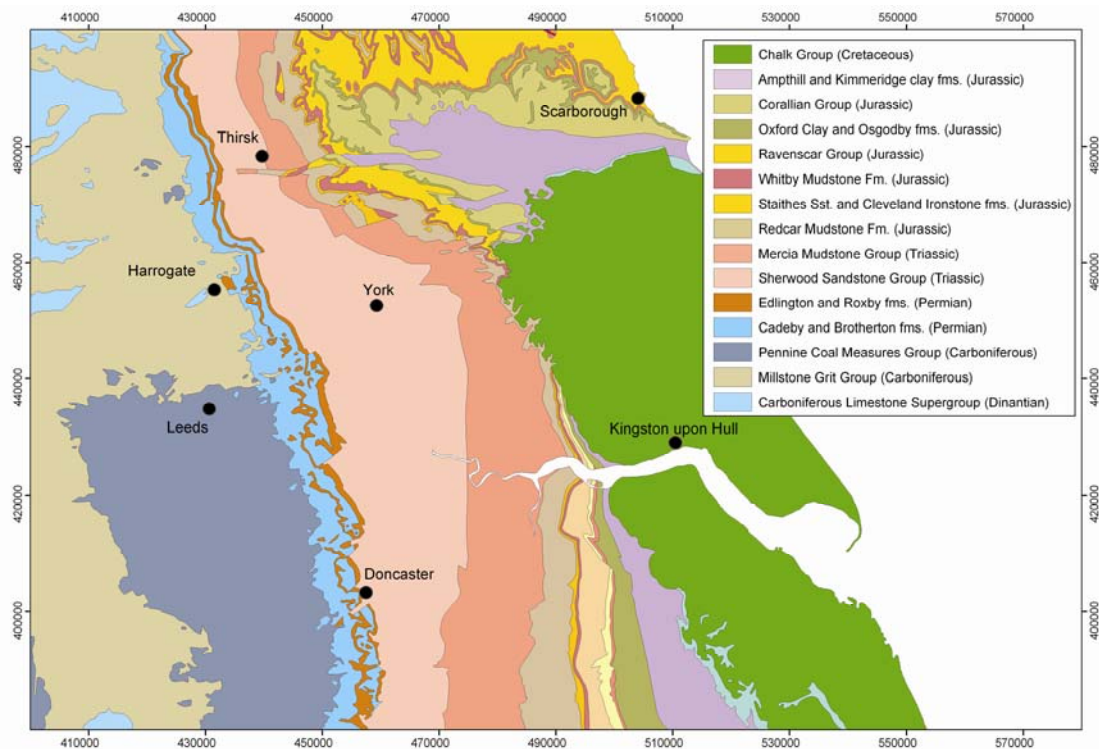 410000 430000 450000 470000 490000 510000 530000 550000 570000
Chalk Group (Cretaceous)
Ampthill and Kimmeridge clay fms. (Jurassic)
Corallian Group (Jurassic)
Oxford Clay and Osgodby fms. (Jurassic)
Ravenscar Group (Jurassic)
Whitby Mudstone Fm. (Jurassic)
Staithes Sst. and Cleveland Ironstone fms. (Jurassic)
Redcar Mudstone Fm. (Jurassic)
Mercia Mudstone Group (Triassic)
Sherwood Sandstone Group (Triassic)
Edlington and Roxby fms. (Permian)
Cadeby and Brotherton fms. (Permian)
Pennine Coal Measures Group (Carboniferous)
Millstone Grit Group (Carboniferous)
Carboniferous Limestone Supergroup (Dinantian)
Scarborough
Thirsk
480000
480000
460000
460000
Harrogate
York
440000
440000
Leeds
Kingston upon Hull
420000
420000
Doncaster
400000
400000
410000 430000 450000 470000 490000 510000 530000 550000 570000